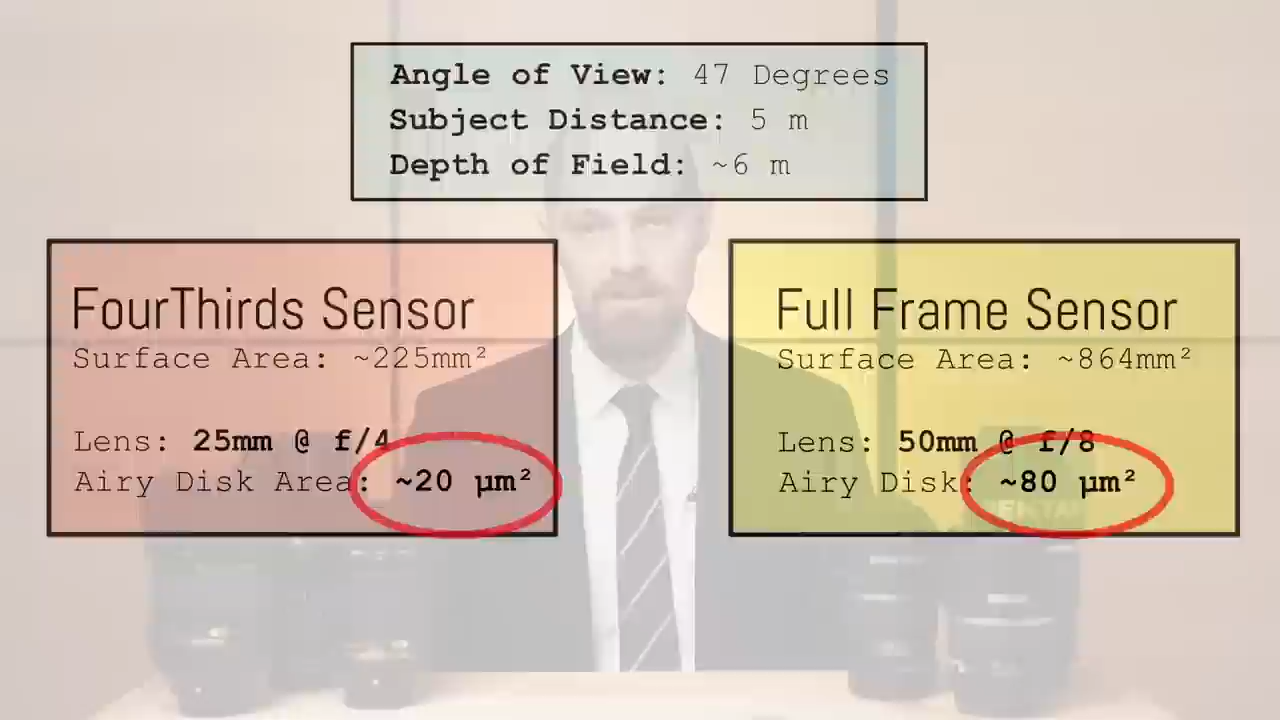 Angle of View: 47 Degrees
Subject Distance: 5 m
Depth of Field: ~6 m
FourThirds Sensor
Surface Area: ~225mm²
Lens: 25mm @ f/4
Airy Disk Area: ~20 µm²
Full Frame Sensor
Surface Area: ~864mm²
Lens: 50mm @ f/8
Airy Disk: ~80 µm²